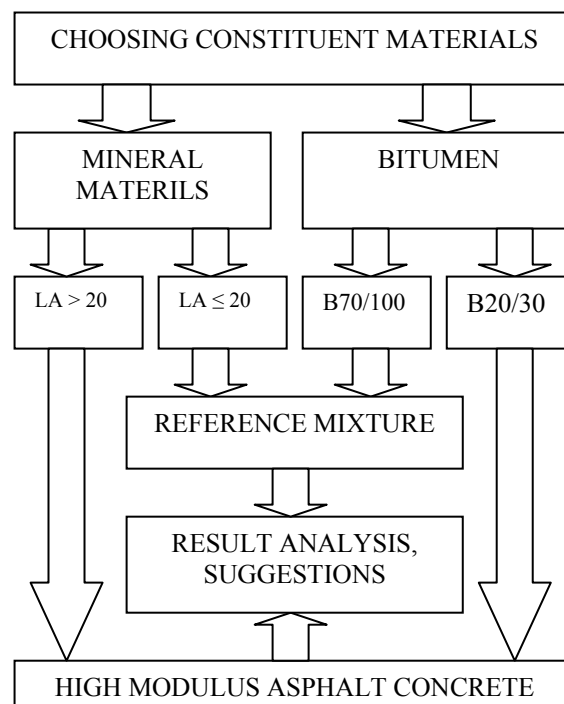 CHOOSING CONSTITUENT MATERIALS
MINERAL
MATERILS
BITUMEN
LA > 20
LA ≤ 20
B70/100
B20/30
REFERENCE MIXTURE
RESULT ANALYSIS,
SUGGESTIONS
HIGH MODULUS ASPHALT CONCRETE